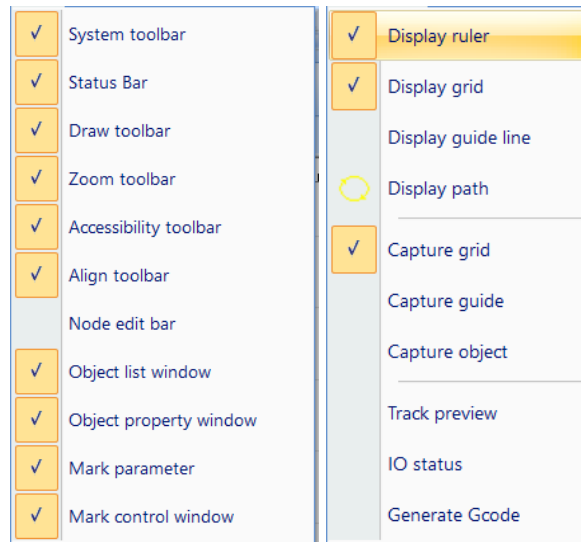 System toolbar
Status Bar
Draw toolbar
Zoom toolbar
Accessibility toolbar
Align toolbar
Node edit bar
Object list window
Object property window
Mark parameter
Mark control window
Display ruler
Display grid
Display guide line
Display path
Capture grid
Capture guide
Capture object
Track preview
IO status
Generate Gcode